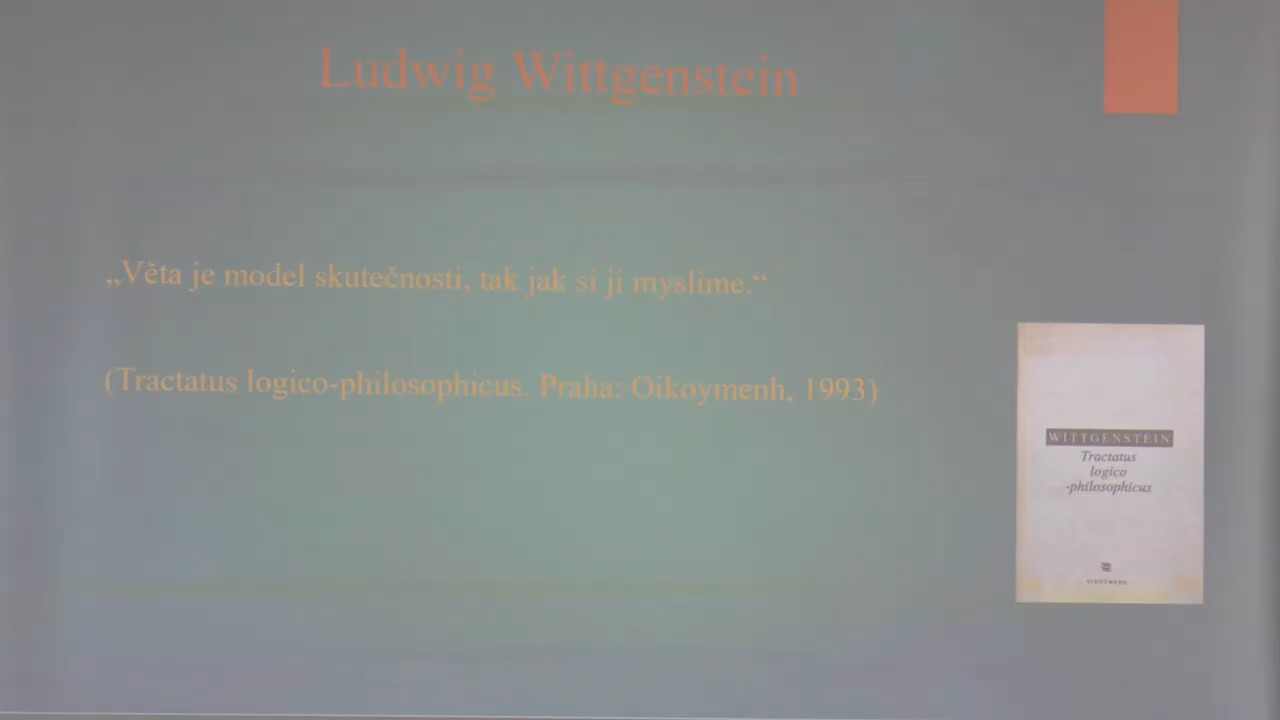 Ludwig Wittgenstein
„Věta je model skutečnosti, tak jak si ji myslíme.“
(Tractatus logico-philosophicus. Praha: Oikoymenh, 1993)
WITTGENSTEIN
Tractatus
logico
-philosophicus